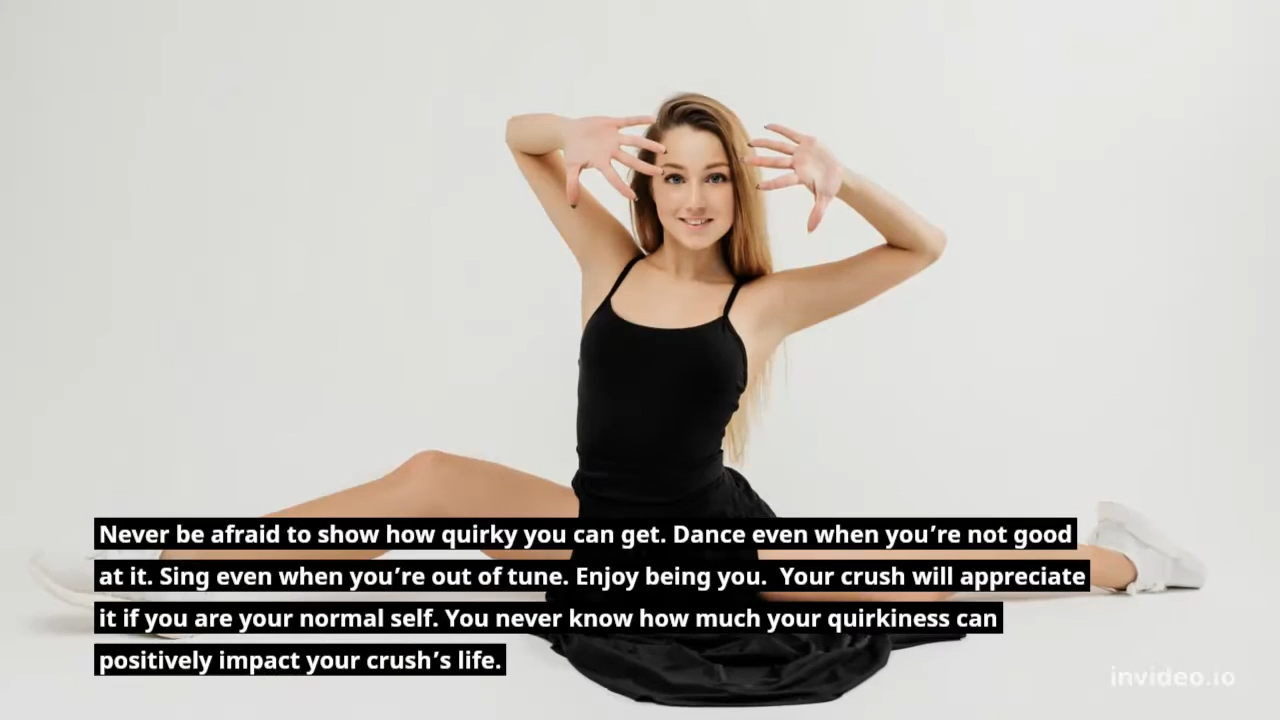 Never be afraid to show how quirky you can get. Dance even when you’re not good
at it. Sing even when you’re out of tune. Enjoy being you.  Your crush will appreciate
it if you are your normal self. You never know how much your quirkiness can
positively impact your crush’s life.
invideo.io